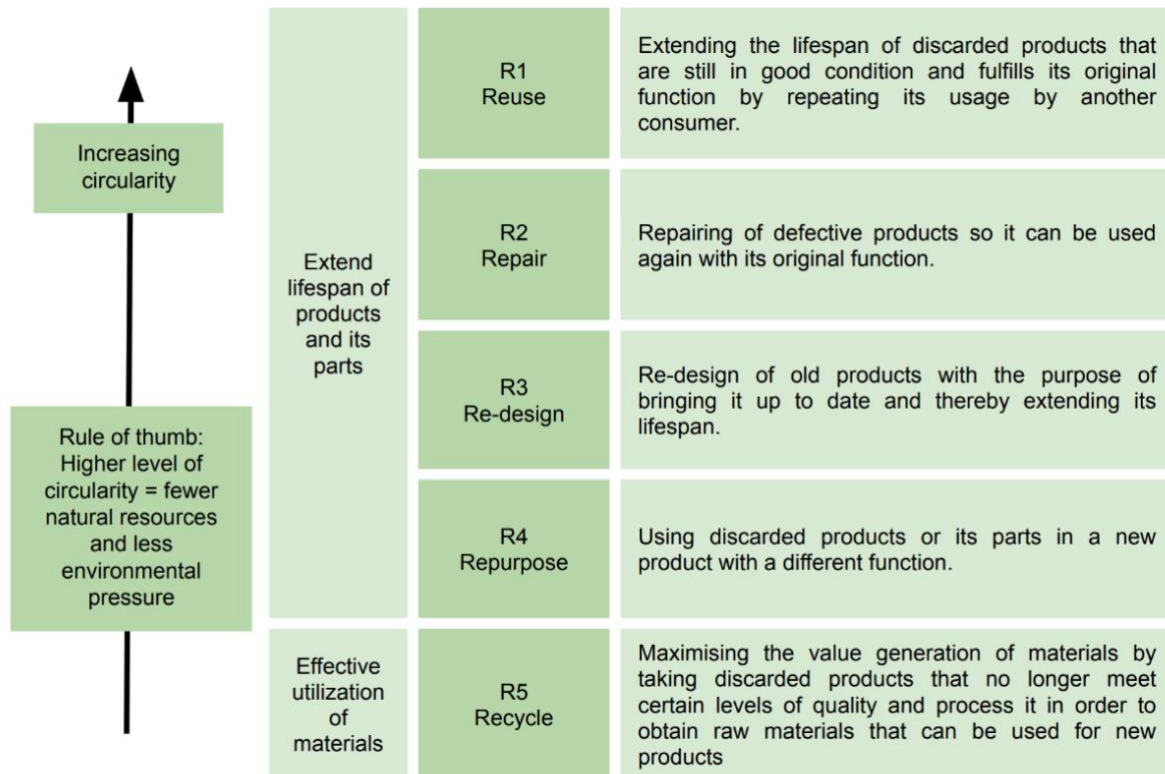 Increasing
circularity
Rule of thumb:
Higher level of
circularity = fewer
natural resources
and less
environmental
pressure
Extend
lifespan of
products
and its
parts
R1
Reuse
Extending the lifespan of discarded products that
are still in good condition and fulfills its original
function by repeating its usage by another
consumer.
R2
Repair
Repairing of defective products so it can be used
again with its original function.
R3
Re-design
Re-design of old products with the purpose of
bringing it up to date and thereby extending its
lifespan.
R4
Repurpose
Using discarded products or its parts in a new
product with a different function.
Effective
utilization of
materials
R5
Recycle
Maximising the value generation of materials by
taking discarded products that no longer meet
certain levels of quality and process it in order to
obtain raw materials that can be used for new
products